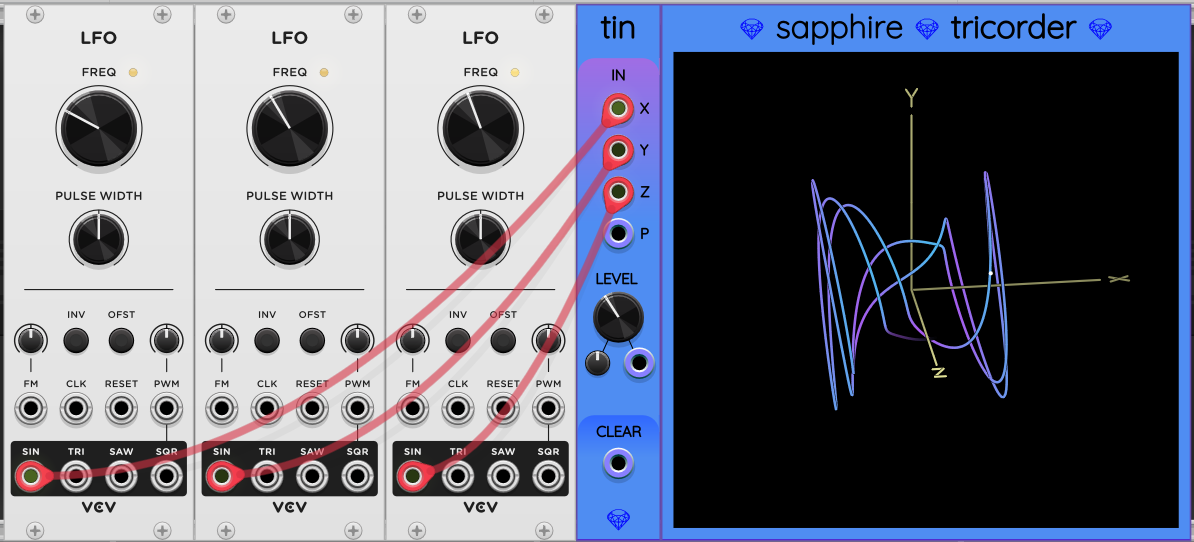 LFO
FREQ
PULSE WIDTH
INV OFST
FM CLK RESET PWM
SIN TRI SAW SQR
VCV
LFO
FREQ
PULSE WIDTH
INV OFST
FM CLK RESET PWM
SIN TRI SAW SQR
VCV
LFO
FREQ
PULSE WIDTH
INV OFST
FM CLK RESET PWM
SIN TRI SAW SQR
VCV
tin
IN
X
Y
Z
P
LEVEL
CLEAR
sapphire tricorder
Y
X
Z